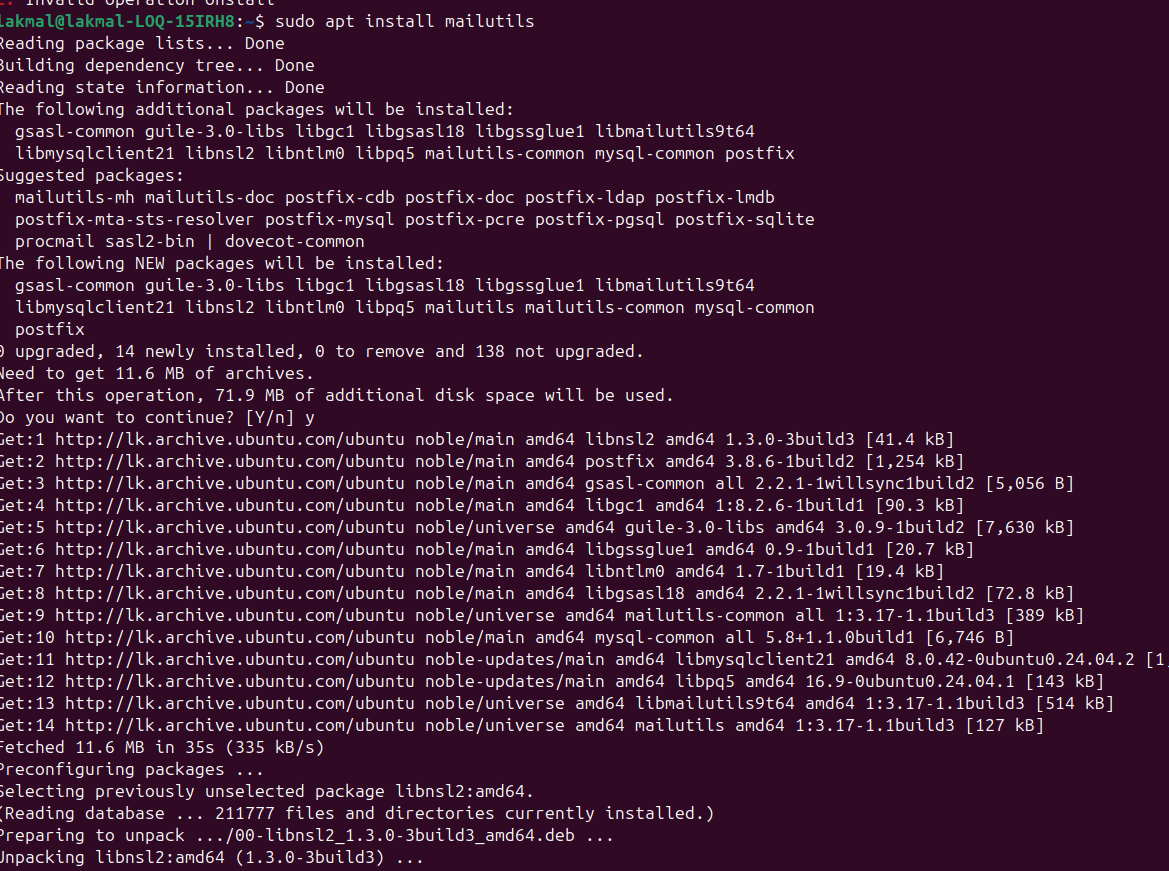 E: Invalid operation onstall
lakmal@lakmal-LOQ-15IRH8:~$ sudo apt install mailutils
Reading package lists... Done
Building dependency tree... Done
Reading state information... Done
The following additional packages will be installed:
gsasl-common guile-3.0-libs libgc1 libgsasl18 libgssglue1 libmailutils9t64
libmysqlclient21 libnsl2 libntlm0 libpq5 mailutils-common mysql-common postfix
Suggested packages:
mailutils-mh mailutils-doc postfix-cdb postfix-doc postfix-ldap postfix-lmdb
postfix-mta-sts-resolver postfix-mysql postfix-pcre postfix-pgsql postfix-sqlite
procmail sasl2-bin | dovecot-common
The following NEW packages will be installed:
gsasl-common guile-3.0-libs libgc1 libgsasl18 libgssglue1 libmailutils9t64
libmysqlclient21 libnsl2 libntlm0 libpq5 mailutils mailutils-common mysql-common
postfix
0 upgraded, 14 newly installed, 0 to remove and 138 not upgraded.
Need to get 11.6 MB of archives.
After this operation, 71.9 MB of additional disk space will be used.
Do you want to continue? [Y/n] y
Get:1 http://lk.archive.ubuntu.com/ubuntu noble/main amd64 libnsl2 amd64 1.3.0-3build3 [41.4 kB]
Get:2 http://lk.archive.ubuntu.com/ubuntu noble/main amd64 postfix amd64 3.8.6-1build2 [1,254 kB]
Get:3 http://lk.archive.ubuntu.com/ubuntu noble/main amd64 gsasl-common all 2.2.1-1willsync1build2 [5,056 B]
Get:4 http://lk.archive.ubuntu.com/ubuntu noble/main amd64 libgc1 amd64 1:8.2.6-1build1 [90.3 kB]
Get:5 http://lk.archive.ubuntu.com/ubuntu noble/universe amd64 guile-3.0-libs amd64 3.0.9-1build2 [7,630 kB]
Get:6 http://lk.archive.ubuntu.com/ubuntu noble/main amd64 libgssglue1 amd64 0.9-1build1 [20.7 kB]
Get:7 http://lk.archive.ubuntu.com/ubuntu noble/main amd64 libntlm0 amd64 1.7-1build1 [19.4 kB]
Get:8 http://lk.archive.ubuntu.com/ubuntu noble/main amd64 libgsasl18 amd64 2.2.1-1willsync1build2 [72.8 kB]
Get:9 http://lk.archive.ubuntu.com/ubuntu noble/universe amd64 mailutils-common all 1:3.17-1.1build3 [389 kB]
Get:10 http://lk.archive.ubuntu.com/ubuntu noble/main amd64 mysql-common all 5.8+1.1.0build1 [6,746 B]
Get:11 http://lk.archive.ubuntu.com/ubuntu noble-updates/main amd64 libmysqlclient21 amd64 8.0.42-0ubuntu0.24.04.2 [1,
Get:12 http://lk.archive.ubuntu.com/ubuntu noble-updates/main amd64 libpq5 amd64 16.9-0ubuntu0.24.04.1 [143 kB]
Get:13 http://lk.archive.ubuntu.com/ubuntu noble/universe amd64 libmailutils9t64 amd64 1:3.17-1.1build3 [514 kB]
Get:14 http://lk.archive.ubuntu.com/ubuntu noble/universe amd64 mailutils amd64 1:3.17-1.1build3 [127 kB]
Fetched 11.6 MB in 35s (335 kB/s)
Preconfiguring packages ...
Selecting previously unselected package libnsl2:amd64.
(Reading database ... 211777 files and directories currently installed.)
Preparing to unpack .../00-libnsl2_1.3.0-3build3_amd64.deb ...
Unpacking libnsl2:amd64 (1.3.0-3build3) ...